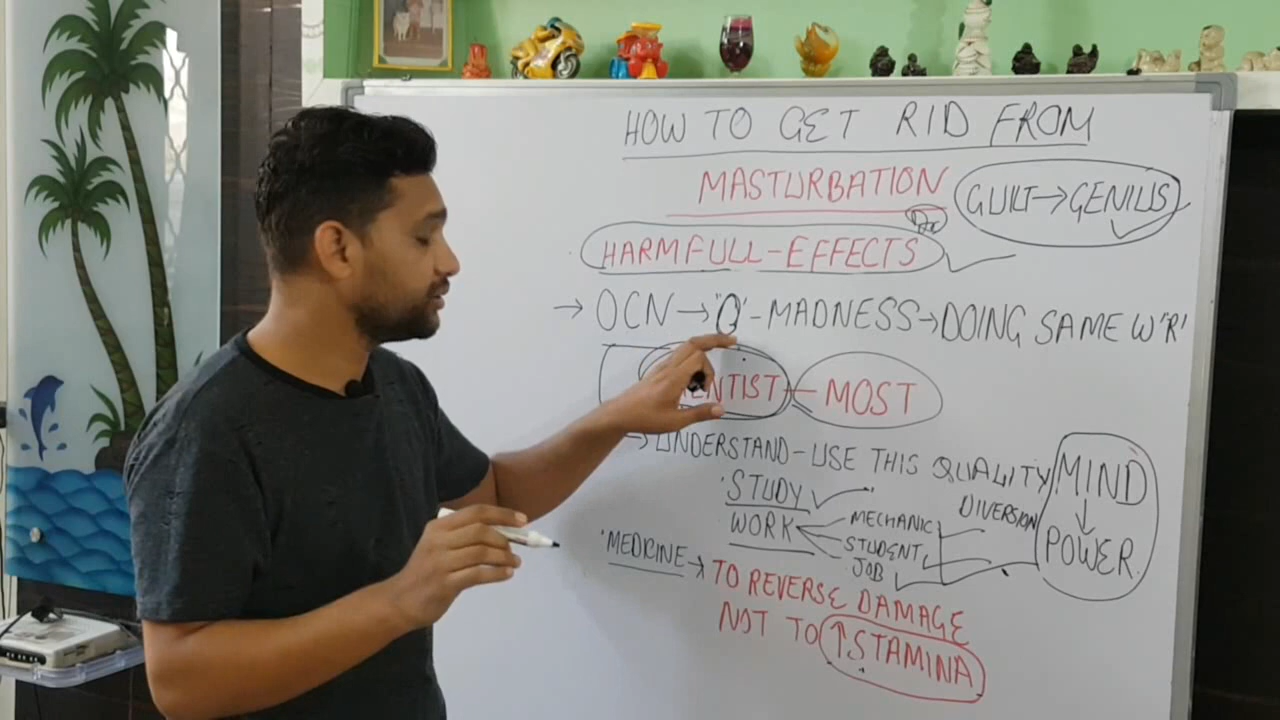 HOW TO GET RID FROM
MASTURBATION GUILT→GENIUS
HARMFULL-EFFECTS
→ OCN→"Q"-MADNESS→DOING SAME W'R'
MOST
→ UNDERSTAND-USE THIS QUALITY MIND
STUDY DIVERSION ↓
WORK MECHANIC POWER
STUDENT
JOB
'MEDICINE→ TO REVERSE DAMAGE
NOT TO ↑STAMINA